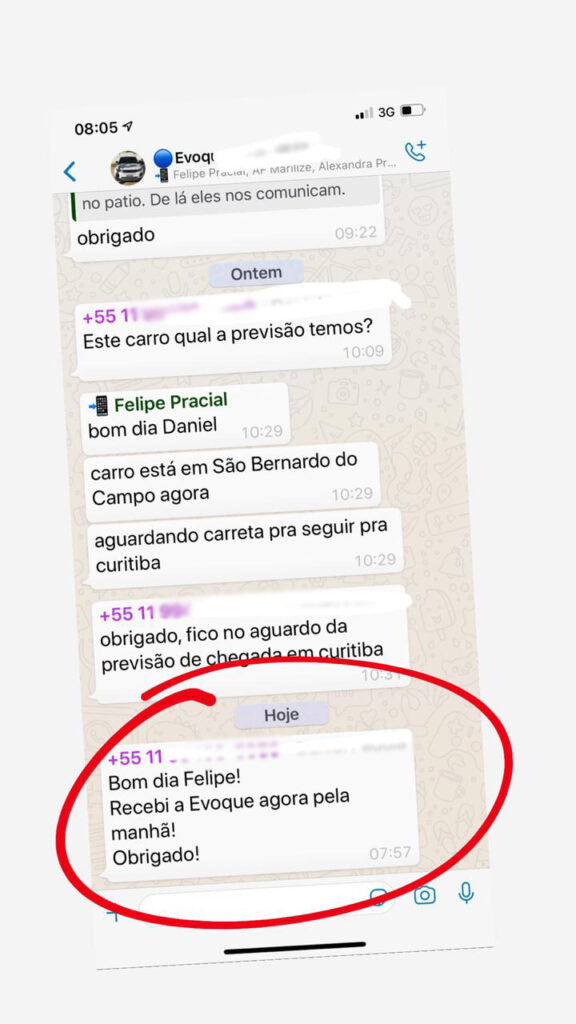 08:05
3G
Evoq
Felipe Pracial, AF Marilize, Alexandra Pr...
no patio. De lá eles nos comunicam.
obrigado
09:22
Ontem
+55 11
Este carro qual a previsão temos?
10:09
Felipe Pracial
bom dia Daniel
10:29
carro está em São Bernardo do
Campo agora
10:29
aguardando carreta pra seguir pra
curitiba
10:29
+55 11
obrigado, fico no aguardo da
previsão de chegada em curitiba
10:31
Hoje
+55 11
Bom dia Felipe!
Recebi a Evoque agora pela
manhã!
Obrigado!
07:57